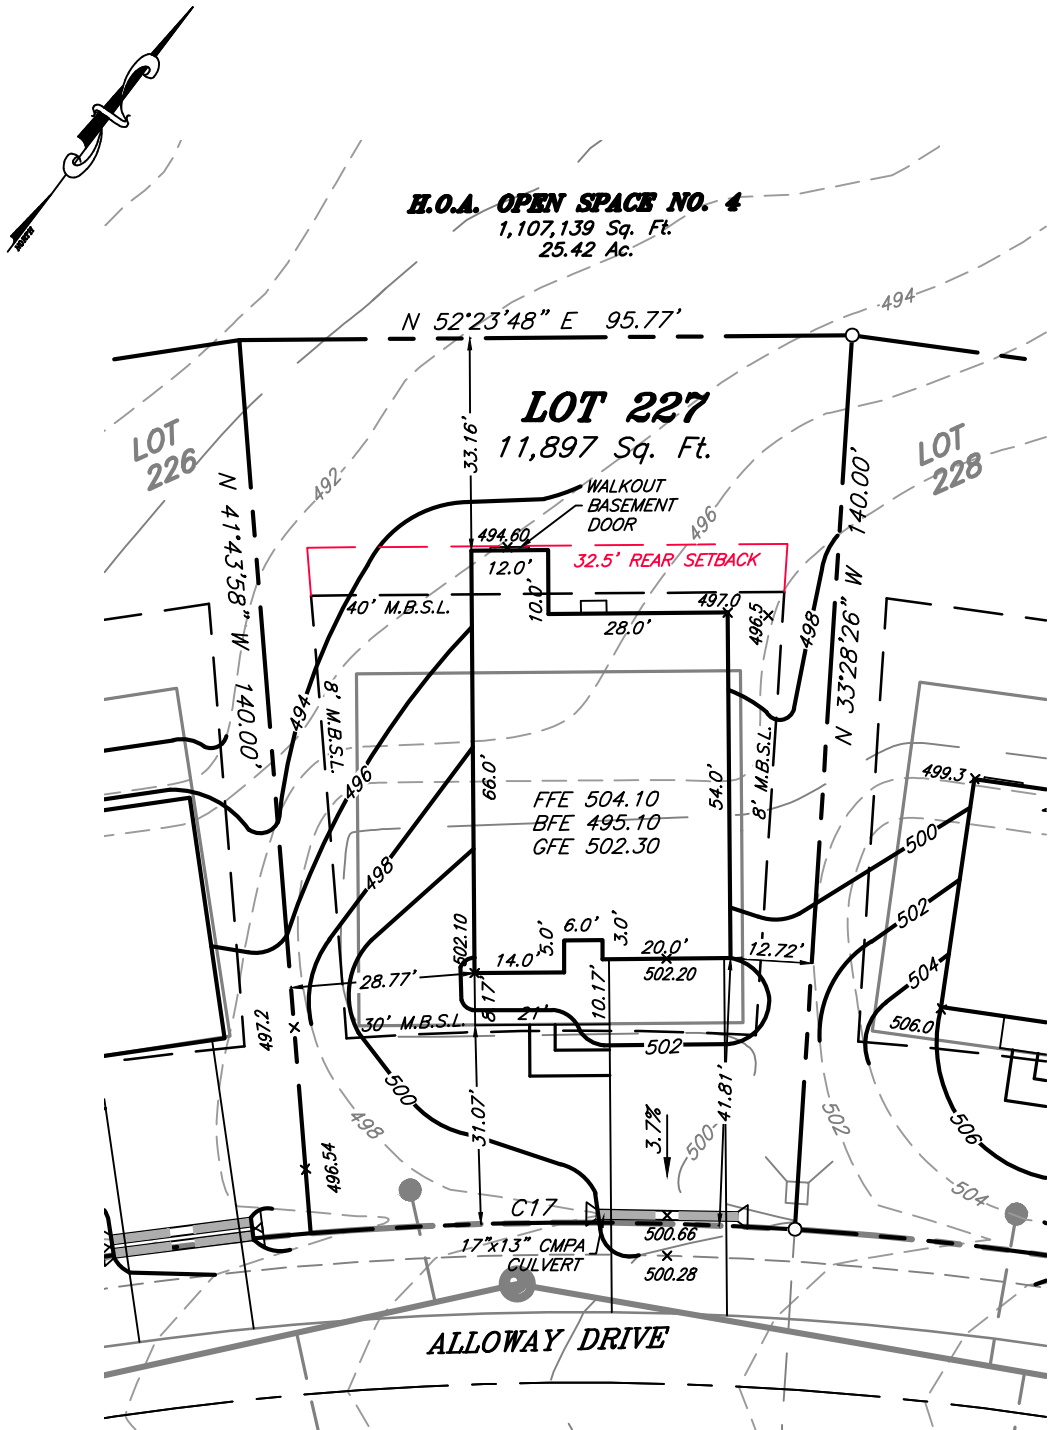 NORTH
H.O.A. OPEN SPACE NO. 4
1,107,139 Sq. Ft.
25.42 Ac.
494
N 52°23'48" E 95.77'
LOT 227
11,897 Sq. Ft.
33.16'
LOT
226
LOT
228
492
496
N 41°43'58" W 140.00'
N 33°28'26" W 140.00'
WALKOUT
BASEMENT
DOOR
494.60
32.5' REAR SETBACK
12.0'
10.0'
40' M.B.S.L.
28.0'
497.0
496.5
498
494
8' M.B.S.L.
496
498
66.0'
54.0'
8' M.B.S.L.
FFE 504.10
BFE 495.10
GFE 502.30
499.3
500
502
504
506.0
506
502.10
14.0'
5.0'
6.0'
3.0'
20.0'
502.20
12.72'
28.77'
8.17'
21'
10.17'
30' M.B.S.L.
502
497.2
500
498
31.07'
41.81'
3.7%
500
502
504
496.54
C17
17"x13" CMPA
CULVERT
500.66
500.28
ALLOWAY DRIVE